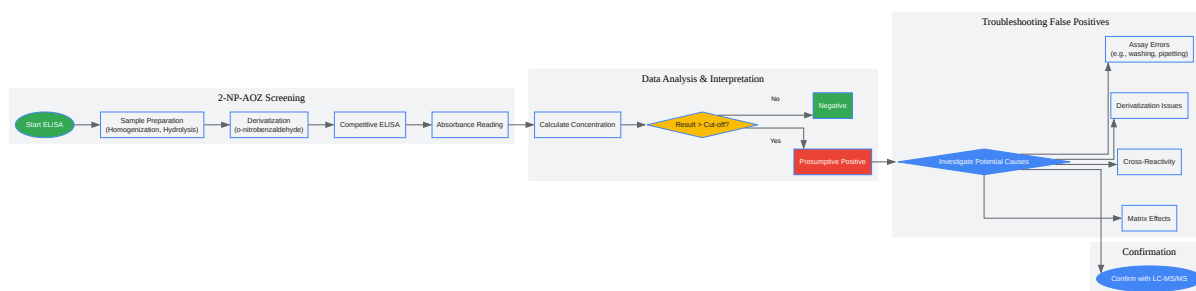 2-NP-AOZ Screening
Start ELISA
Sample Preparation
(Homogenization, Hydrolysis)
Derivatization
(o-nitrobenzaldehyde)
Competitive ELISA
Absorbance Reading
Data Analysis & Interpretation
Calculate Concentration
Result > Cut-off?
No
Negative
Yes
Presumptive Positive
Troubleshooting False Positives
Investigate Potential Causes
Assay Errors
(e.g., washing, pipetting)
Derivatization Issues
Cross-Reactivity
Matrix Effects
Confirmation
Confirm with LC-MS/MS